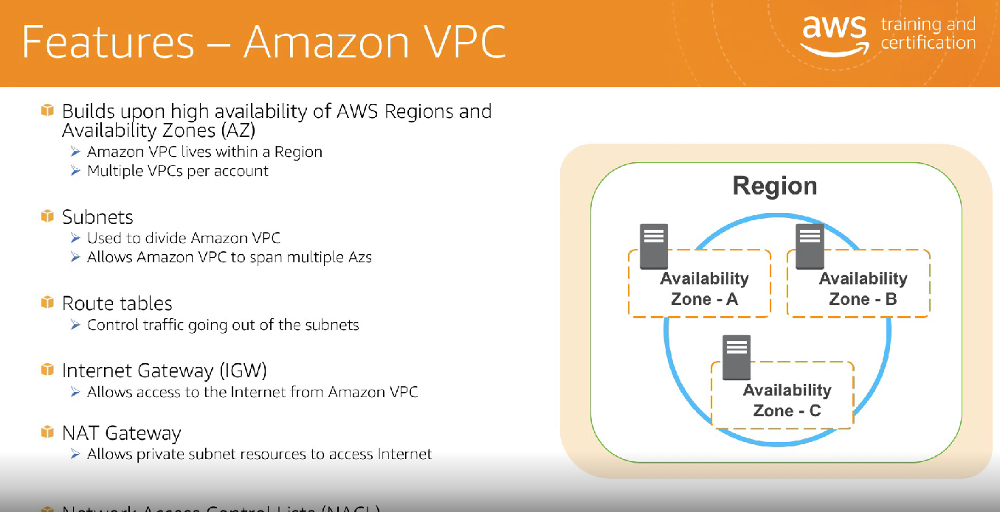 Features – Amazon VPC
aws training and
certification
Builds upon high availability of AWS Regions and
Availability Zones (AZ)
Amazon VPC lives within a Region
Multiple VPCs per account
Subnets
Used to divide Amazon VPC
Allows Amazon VPC to span multiple Azs
Route tables
Control traffic going out of the subnets
Internet Gateway (IGW)
Allows access to the Internet from Amazon VPC
NAT Gateway
Allows private subnet resources to access Internet
Network Access Control Lists (NACL)
Region
Availability
Zone - A
Availability
Zone - B
Availability
Zone - C